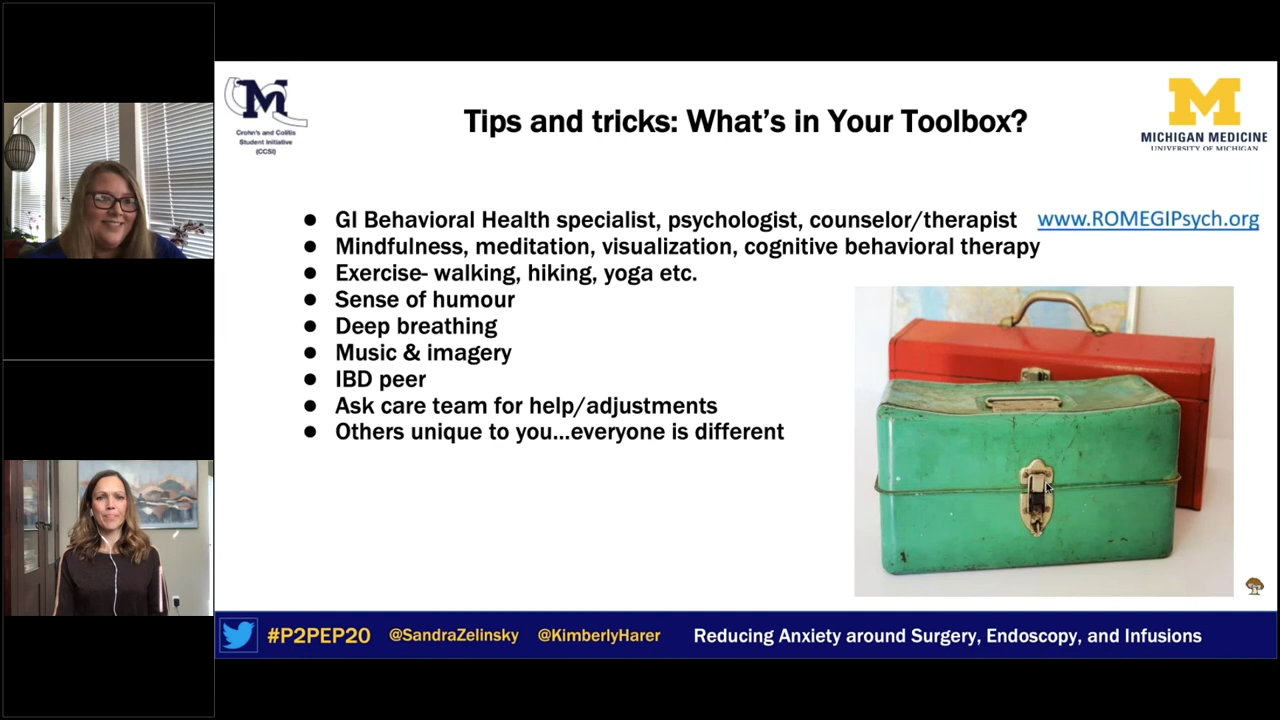 M
Crohn's and Colitis
Student Initiative
(CCSI)
Tips and tricks: What's in Your Toolbox?
M
MICHIGAN MEDICINE
UNIVERSITY OF MICHIGAN
● GI Behavioral Health specialist, psychologist, counselor/therapist www.ROMEGIPsych.org
● Mindfulness, meditation, visualization, cognitive behavioral therapy
● Exercise- walking, hiking, yoga etc.
● Sense of humour
● Deep breathing
● Music & imagery
● IBD peer
● Ask care team for help/adjustments
● Others unique to you...everyone is different
#P2PEP20 @SandraZelinsky @KimberlyHarer Reducing Anxiety around Surgery, Endoscopy, and Infusions